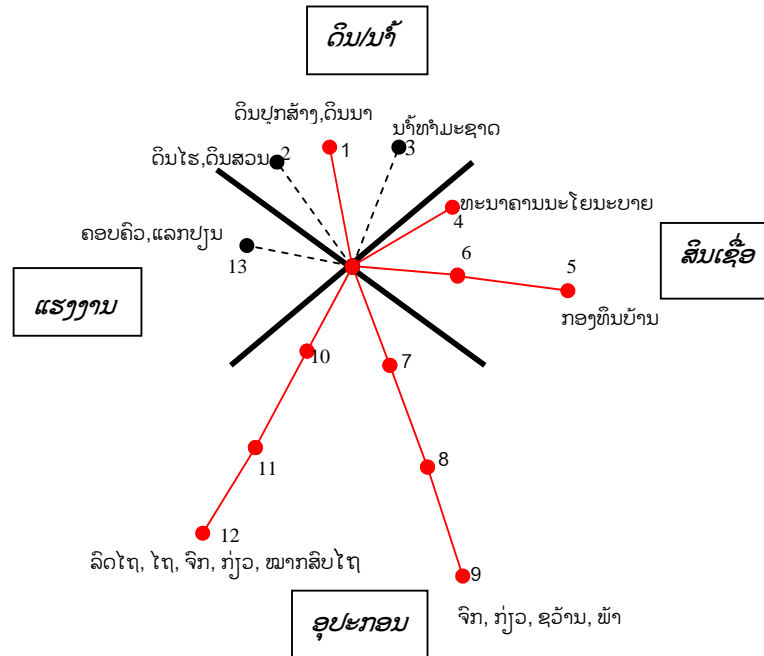 ດິນ/ນໍ້າ
ດິນປຸກສ້າງ,ດິນນາ
ນໍ້າທໍາມະຊາດ
ດິນໄຮ,ດິນສວນ 2
1
3
ທະນາຄານນະໂຍນະບາຍ
4
ຄອບຄົວ,ແລກປ່ຽນ
13
6
5
ສິນເຊື່ອ
ແຮງງານ
ກອງທຶນບ້ານ
10
7
11
8
12
ລົດໄຖ, ໄຖ, ຈົກ, ກ່ຽວ, ໝາກສົບໄຖ
9
ອຸປະກອນ
ຈົກ, ກ່ຽວ, ຊວ້ານ, ພ້າ